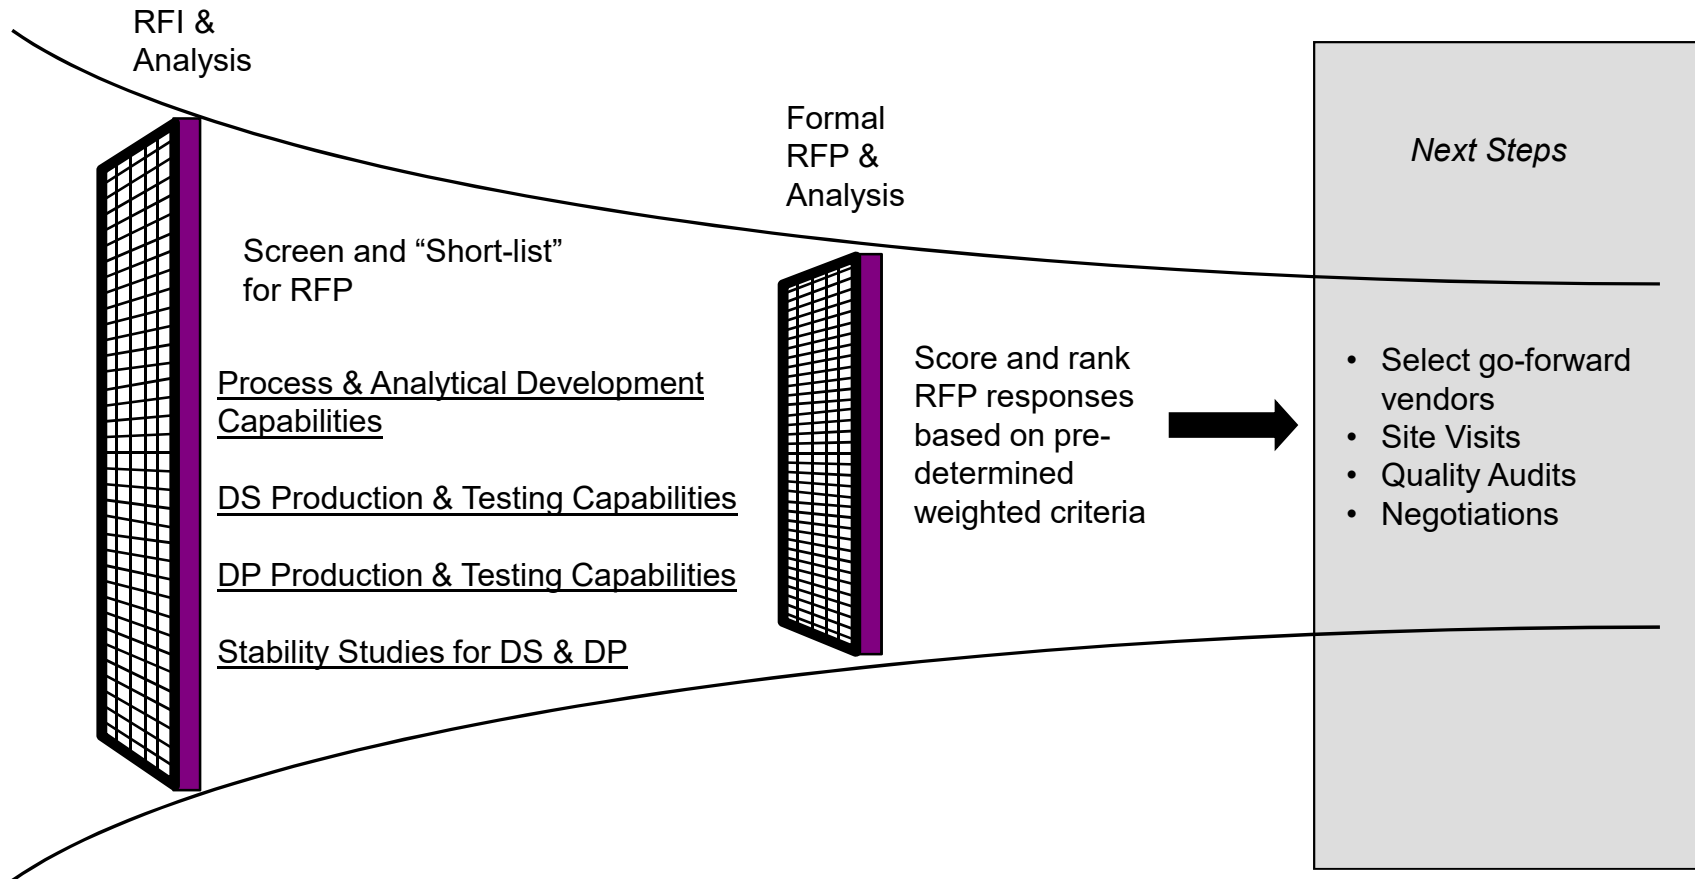 RFI &
Analysis
Screen and “Short-list”
for RFP
Process & Analytical Development
Capabilities
DS Production & Testing Capabilities
DP Production & Testing Capabilities
Stability Studies for DS & DP
Formal
RFP &
Analysis
Score and rank
RFP responses
based on pre-
determined
weighted criteria
Next Steps
• Select go-forward
vendors
• Site Visits
• Quality Audits
• Negotiations